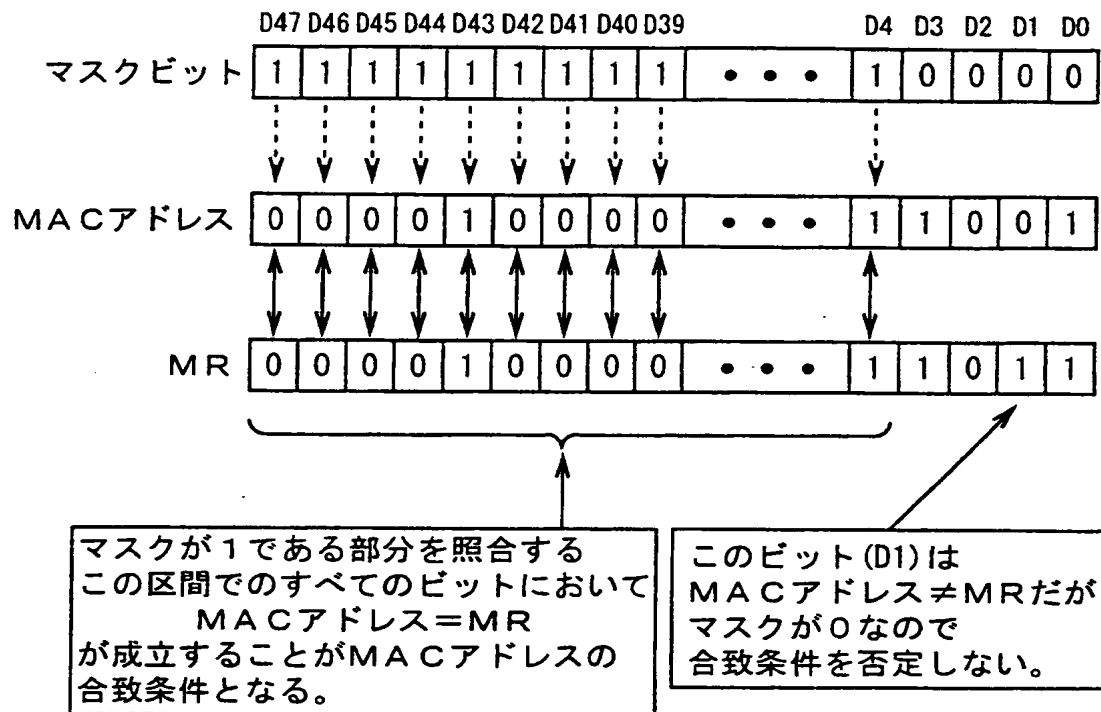 D47 D46 D45 D44 D43 D42 D41 D40 D39 D4 D3 D2 D1 D0
マスクビット 1 1 1 1 1 1 1 1 1 ・・・ 1 0 0 0 0
MACアドレス 0 0 0 0 1 0 0 0 0 ・・・ 1 1 0 0 1
MR 0 0 0 0 1 0 0 0 0 ・・・ 1 1 0 1 1
マスクが1である部分を照合する
この区間でのすべてのビットにおいて
MACアドレス=MR
が成立することがMACアドレスの
合致条件となる。
このビット(D1)は
MACアドレス≠MRだが
マスクが0なので
合致条件を否定しない。